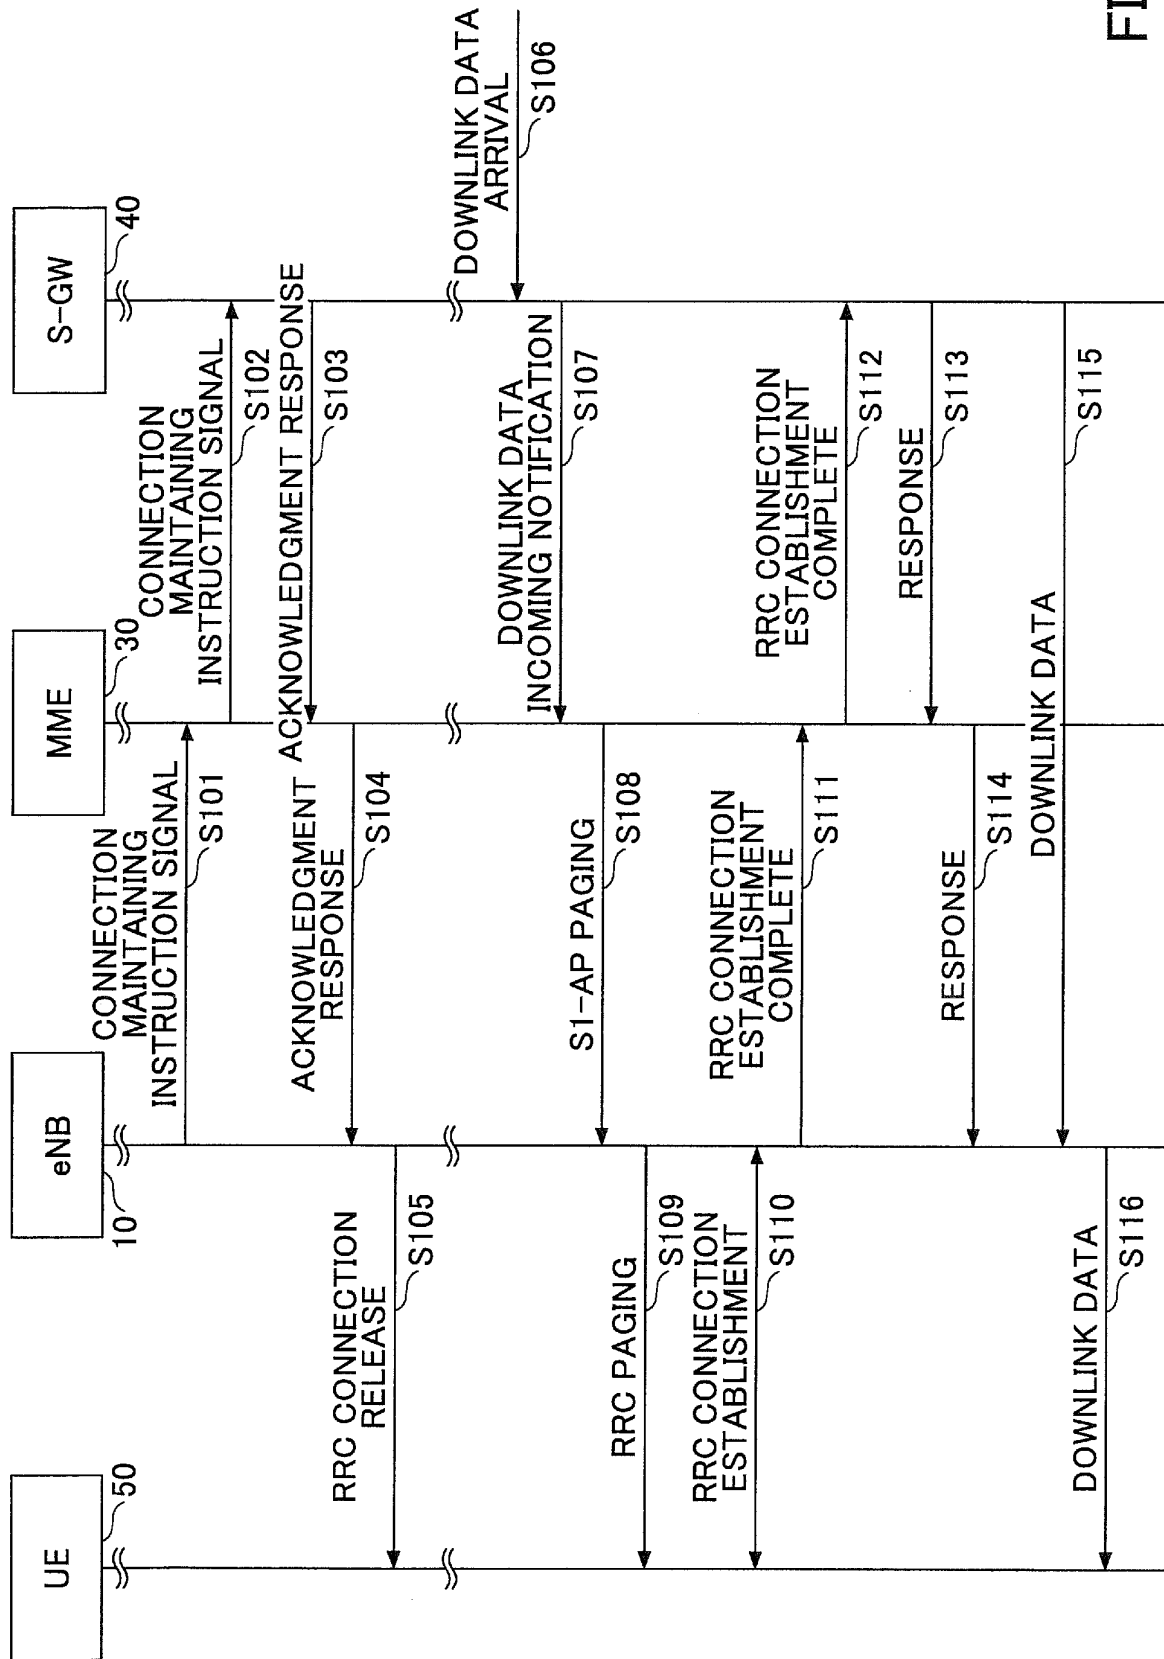 UE
50
eNB
10
MME
30
S-GW
40
CONNECTION
MAINTAINING
INSTRUCTION SIGNAL
S101
CONNECTION
MAINTAINING
INSTRUCTION SIGNAL
S102
ACKNOWLEDGMENT RESPONSE
S103
ACKNOWLEDGMENT
RESPONSE
S104
RRC CONNECTION
RELEASE
S105
DOWNLINK DATA
ARRIVAL
S106
DOWNLINK DATA
INCOMING NOTIFICATION
S107
S1-AP PAGING
S108
RRC PAGING
S109
RRC CONNECTION
ESTABLISHMENT
S110
RRC CONNECTION
ESTABLISHMENT
COMPLETE
S111
RRC CONNECTION
ESTABLISHMENT
COMPLETE
S112
RESPONSE
S113
RESPONSE
S114
DOWNLINK DATA
S115
DOWNLINK DATA
S116